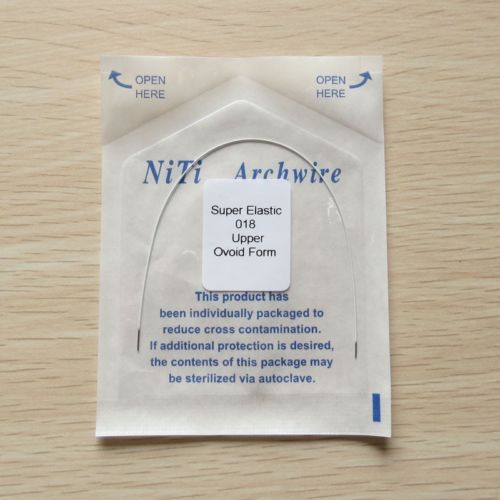 OPEN HERE
OPEN HERE
NiTi Archwire
Super Elastic
018
Upper
Ovoid Form
This product has
been individually packaged to
reduce cross contamination.
If additional protection is desired,
the contents of this package may
be sterilized via autoclave.